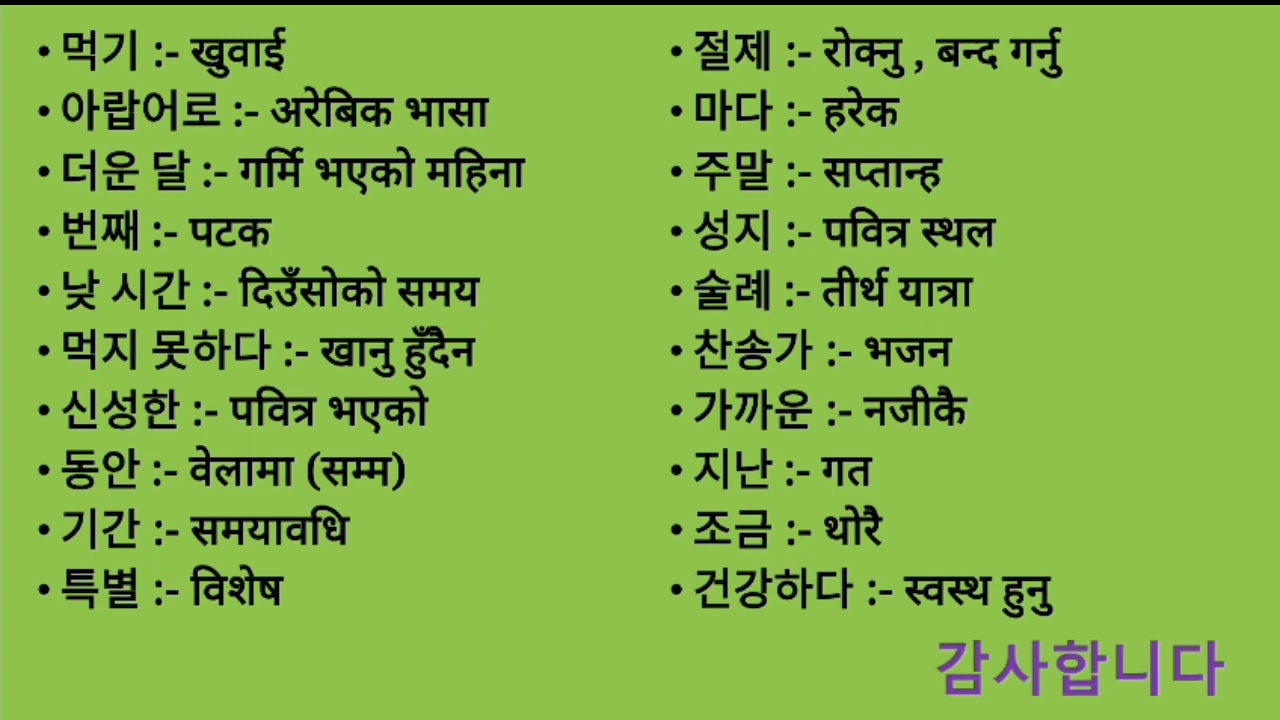 • 먹기 :- खुवाई
• 아랍어로 :- अरेबिक भासा
• 더운 달 :- गर्मि भएको महिना
• 번째 :- पटक
• 낮 시간 :- दिउँसोको समय
• 먹지 못하다 :- खानु हुँदैन
• 신성한 :- पवित्र भएको
• 동안 :- वेलामा (सम्म)
• 기간 :- समयावधि
• 특별 :- विशेष
• 절제 :- रोक्नु , बन्द गर्नु
• 마다 :- हरेक
• 주말 :- सप्तान्ह
• 성지 :- पवित्र स्थल
• 술례 :- तीर्थ यात्रा
• 찬송가 :- भजन
• 가까운 :- नजीकै
• 지난 :- गत
• 조금 :- थोरै
• 건강하다 :- स्वस्थ हुनु
감사합니다